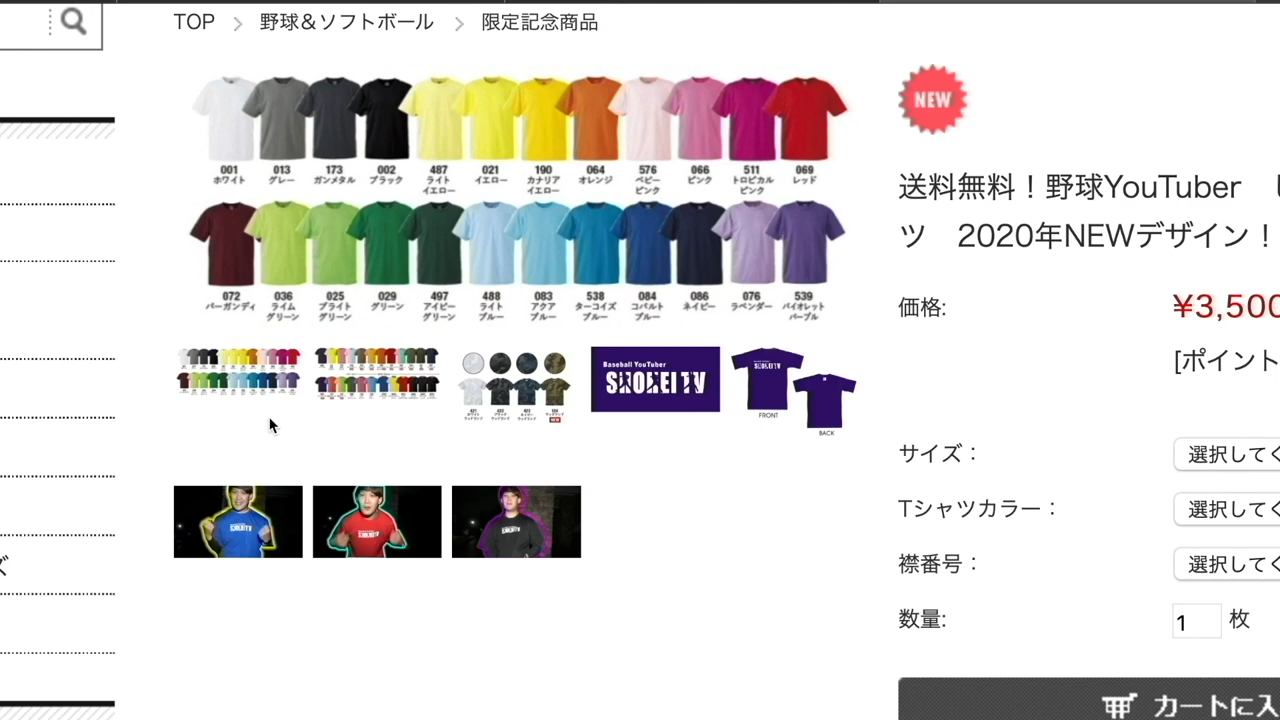 TOP
野球&ソフトボール
限定記念商品
001 013 173 002 487 021 190 064 576 066 511 069
ホワイト グレー ガンメタル ブラック ライト イエロー イエロー カナリア イエロー オレンジ ベビー ピンク ピンク トロピカル ピンク レッド
072 036 025 029 497 488 083 538 084 086 076 539
バーガンディ ライム グリーン ブライト グリーン グリーン アイビー グリーン ライト ブルー アクア ブルー ターコイズ ブルー コバルト ブルー ネイビー ラベンダー バイオレット パープル
Baseball YouTuber
SHOKEI TV
SHOKEI TV
FRONT
BACK
SHOKEI TV
SHOKEI TV
SHOKEI TV
NEW
送料無料！野球YouTuber
ツ 2020年NEWデザイン！
価格:
¥3,500
[ポイント
サイズ：
選択してく
Tシャツカラー：
選択してく
襟番号：
選択してく
数量:
1
枚
カートに入
ズ